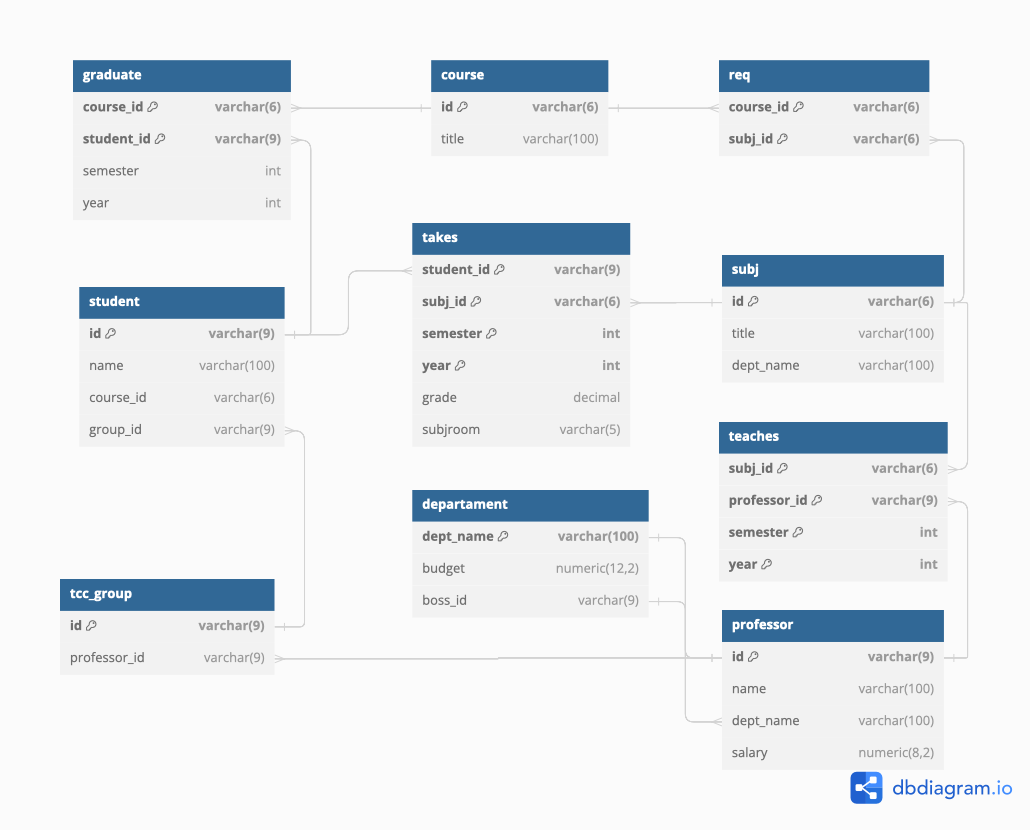 graduate
course_id varchar(6)
student_id varchar(9)
semester int
year int
course
id varchar(6)
title varchar(100)
req
course_id varchar(6)
subj_id varchar(6)
takes
student_id varchar(9)
subj_id varchar(6)
semester int
year int
grade decimal
subjroom varchar(5)
subj
id varchar(6)
title varchar(100)
dept_name varchar(100)
student
id varchar(9)
name varchar(100)
course_id varchar(6)
group_id varchar(9)
teaches
subj_id varchar(6)
professor_id varchar(9)
semester int
year int
departament
dept_name varchar(100)
budget numeric(12,2)
boss_id varchar(9)
tcc_group
id varchar(9)
professor_id varchar(9)
professor
id varchar(9)
name varchar(100)
dept_name varchar(100)
salary numeric(8,2)
dbdiagram.io